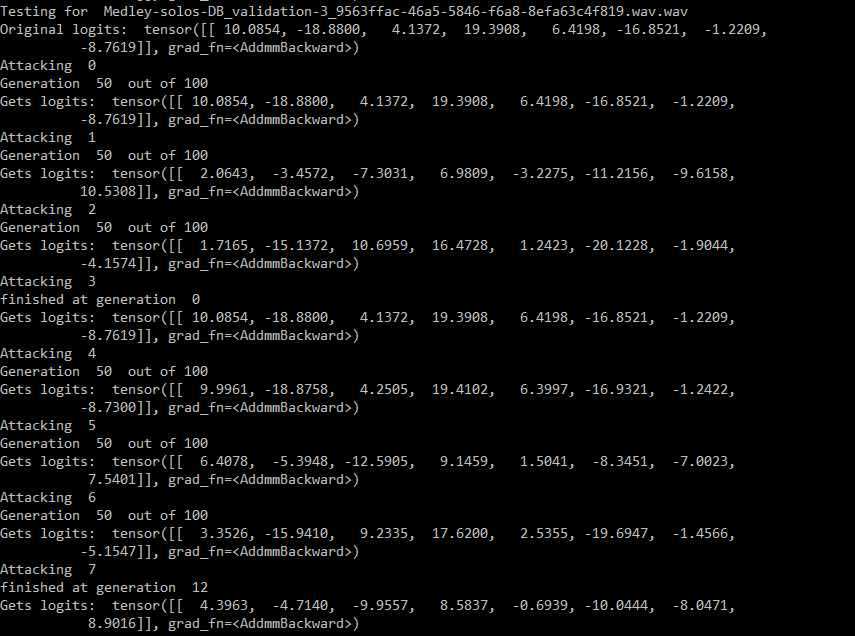 Testing for  Medley-solos-DB_validation-3_9563ffac-46a5-5846-f6a8-8efa63c4f819.wav.wav
Original logits:  tensor([[ 10.0854, -18.8800,   4.1372,  19.3908,   6.4198, -16.8521,  -1.2209,
          -8.7619]], grad_fn=<AddmmBackward>)
Attacking  0
Generation  50  out of 100
Gets logits:  tensor([[ 10.0854, -18.8800,   4.1372,  19.3908,   6.4198, -16.8521,  -1.2209,
          -8.7619]], grad_fn=<AddmmBackward>)
Attacking  1
Generation  50  out of 100
Gets logits:  tensor([[  2.0643,  -3.4572,  -7.3031,   6.9809,  -3.2275, -11.2156,  -9.6158,
          10.5308]], grad_fn=<AddmmBackward>)
Attacking  2
Generation  50  out of 100
Gets logits:  tensor([[  1.7165, -15.1372,  10.6959,  16.4728,   1.2423, -20.1228,  -1.9044,
          -4.1574]], grad_fn=<AddmmBackward>)
Attacking  3
finished at generation  0
Gets logits:  tensor([[ 10.0854, -18.8800,   4.1372,  19.3908,   6.4198, -16.8521,  -1.2209,
          -8.7619]], grad_fn=<AddmmBackward>)
Attacking  4
Generation  50  out of 100
Gets logits:  tensor([[  9.9961, -18.8758,   4.2505,  19.4102,   6.3997, -16.9321,  -1.2422,
          -8.7300]], grad_fn=<AddmmBackward>)
Attacking  5
Generation  50  out of 100
Gets logits:  tensor([[  6.4078,  -5.3948, -12.5905,   9.1459,   1.5041,  -8.3451,  -7.0023,
           7.5401]], grad_fn=<AddmmBackward>)
Attacking  6
Generation  50  out of 100
Gets logits:  tensor([[  3.3526, -15.9410,   9.2335,  17.6200,   2.5355, -19.6947,  -1.4566,
          -5.1547]], grad_fn=<AddmmBackward>)
Attacking  7
finished at generation  12
Gets logits:  tensor([[  4.3963,  -4.7140,  -9.9557,   8.5837,  -0.6939, -10.0444,  -8.0471,
           8.9016]], grad_fn=<AddmmBackward>)